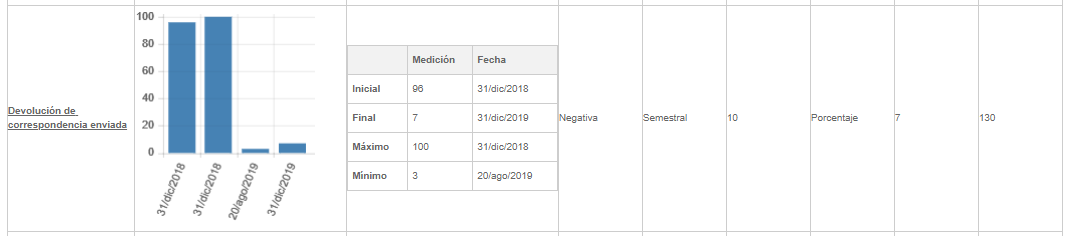 Devolución de
correspondencia enviada
100
80
60
40
20
0
31/dic/2018
31/dic/2018
20/ago/2019
31/dic/2019
Medición Fecha
Inicial 96 31/dic/2018
Final 7 31/dic/2019
Máximo 100 31/dic/2018
Mínimo 3 20/ago/2019
Negativa Semestral 10 Porcentaje 7 130